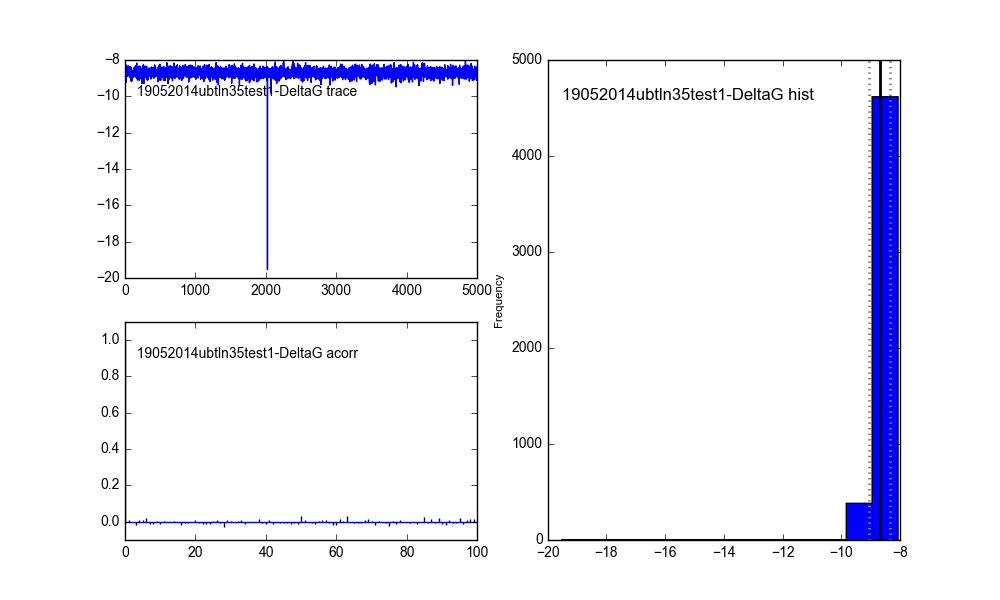 −8
−10
−12
−14
−16
−18
−20
19052014ubtln35test1-DeltaG trace
0 1000 2000 3000 4000 5000
1.0
0.8
0.6
0.4
0.2
0.0
19052014ubtln35test1-DeltaG acorr
0 20 40 60 80 100
Frequency
5000
4000
3000
2000
1000
0
19052014ubtln35test1-DeltaG hist
−20 −18 −16 −14 −12 −10 −8